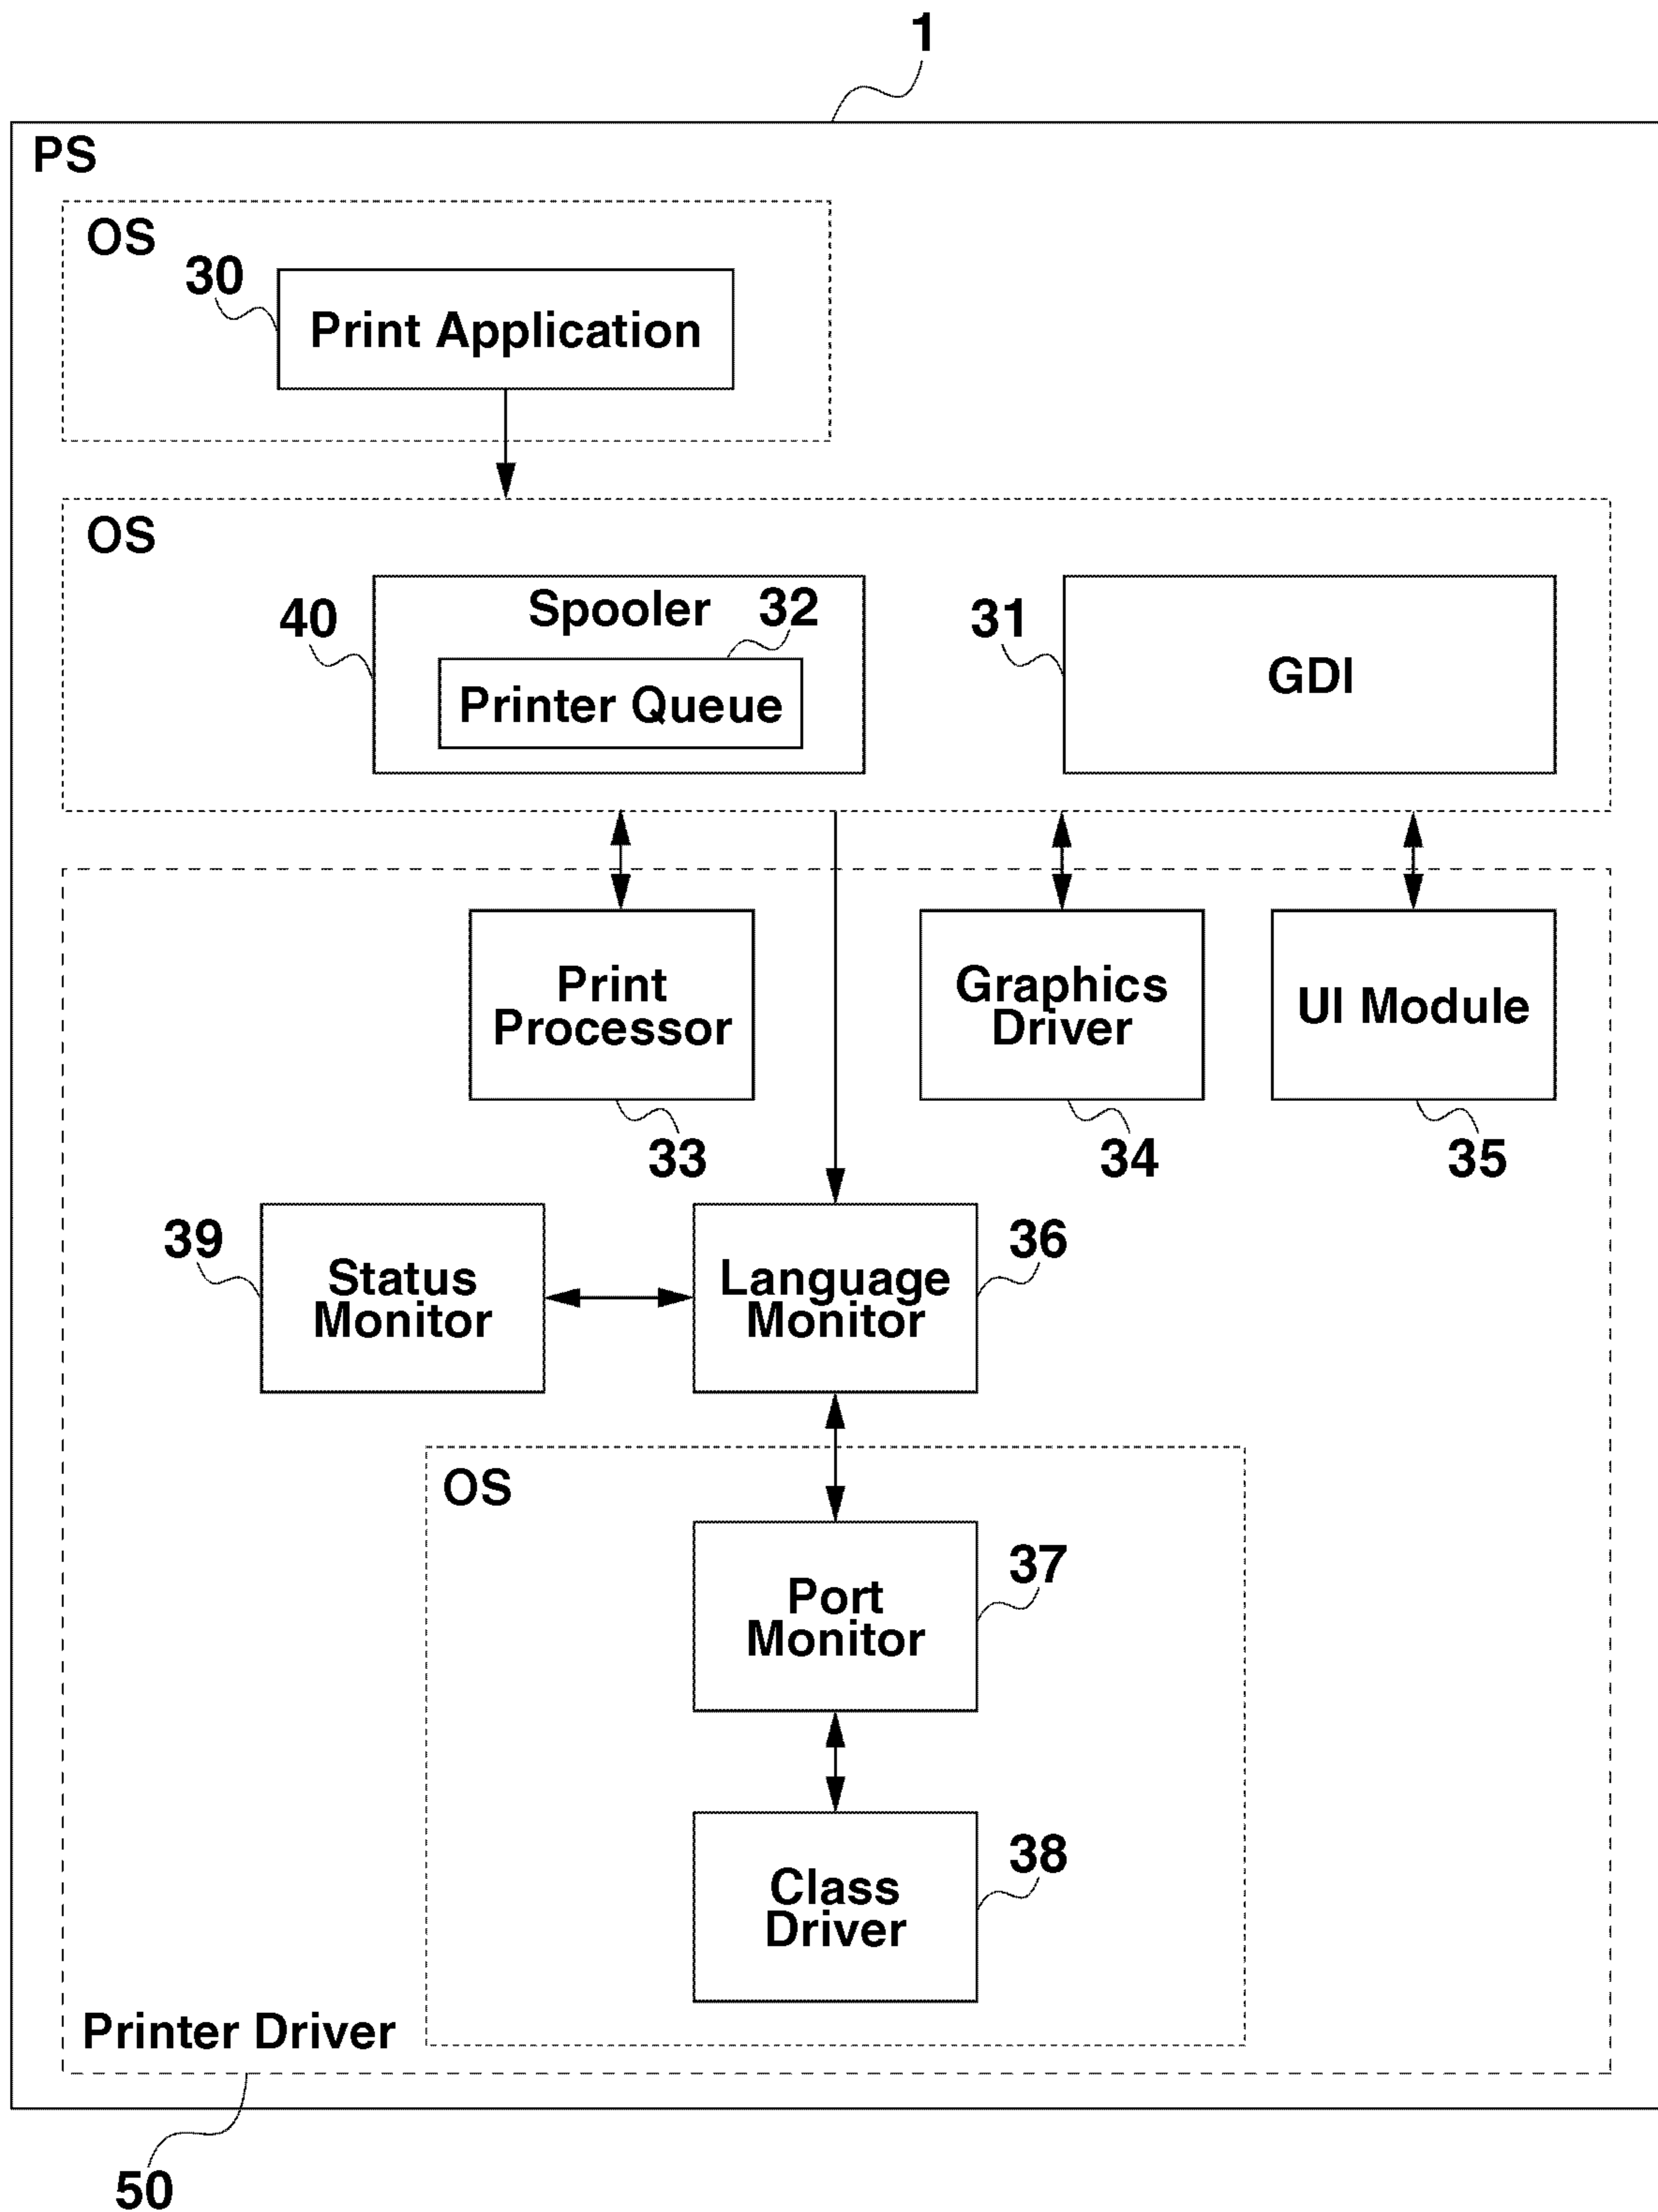 1
PS
OS
30
Print Application
OS
40
Spooler
32
Printer Queue
31
GDI
Print
Processor
33
Graphics
Driver
34
UI Module
35
39
Status
Monitor
Language
Monitor
36
OS
Port
Monitor
37
Class
Driver
38
Printer Driver
50